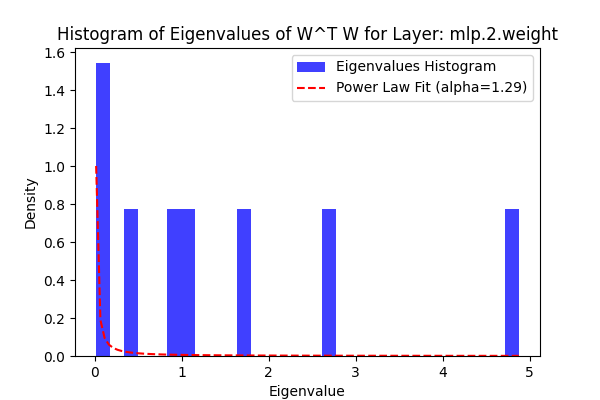 Histogram of Eigenvalues of W^T W for Layer: mlp.2.weight
Eigenvalues Histogram
Power Law Fit (alpha=1.29)
Density
1.6
1.4
1.2
1.0
0.8
0.6
0.4
0.2
0.0
0 1 2 3 4 5
Eigenvalue